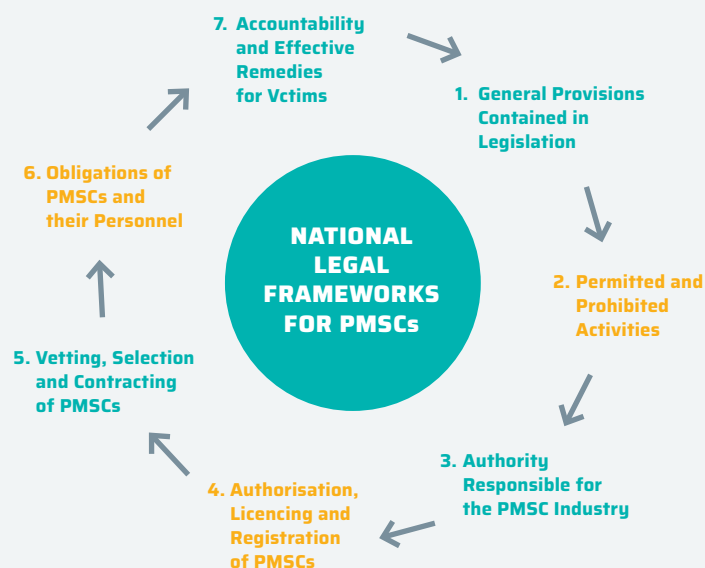 7. Accountability
and Effective
Remedies
for Vctims
1. General Provisions
Contained in
Legislation
2. Permitted and
Prohibited
Activities
3. Authority
Responsible for
the PMSC Industry
4. Authorisation,
Licencing and
Registration
of PMSCs
5. Vetting, Selection
and Contracting
of PMSCs
6. Obligations of
PMSCs and
their Personnel
NATIONAL
LEGAL
FRAMEWORKS
FOR PMSCs